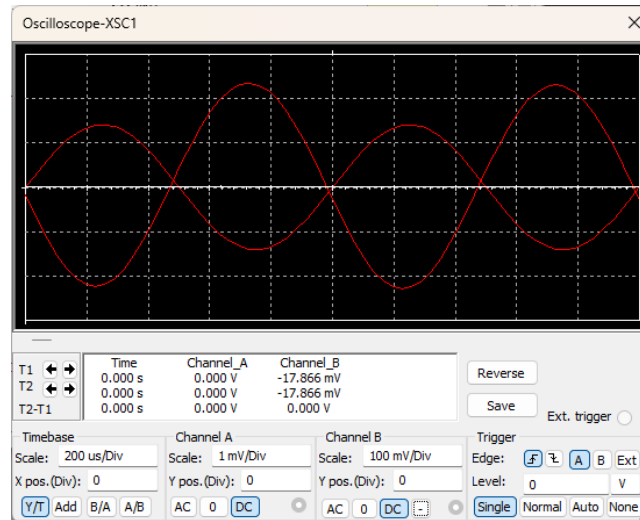 Oscilloscope-XSC1
Time Channel_A Channel_B
T1 0.000 s 0.000 V -17.866 mV
T2 0.000 s 0.000 V -17.866 mV
T2-T1 0.000 s 0.000 V 0.000 V
Reverse
Save
Ext. trigger
Timebase
Scale: 200 us/Div
X pos.(Div): 0
Y/T Add B/A A/B
Channel A
Scale: 1 mV/Div
Y pos.(Div): 0
AC 0 DC
Channel B
Scale: 100 mV/Div
Y pos.(Div): 0
AC 0 DC -
Trigger
Edge: A B Ext
Level: 0 V
Single Normal Auto None